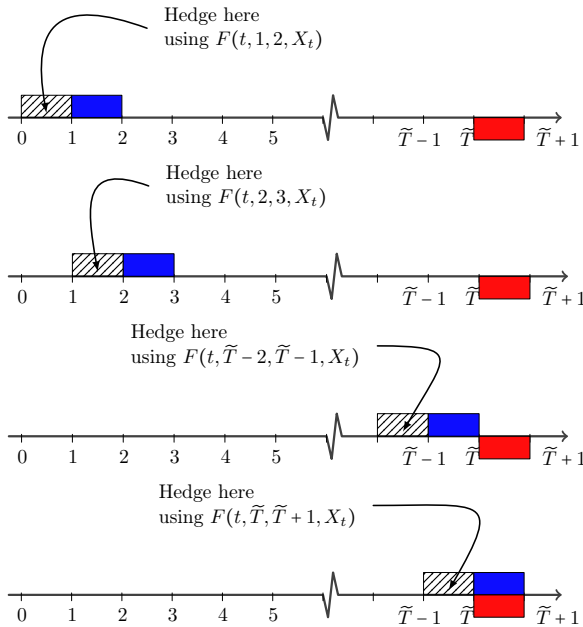 Hedge here
using F(t, 1, 2, X_t)
0 1 2 3 4 5 T̃ − 1 T̃ T̃ + 1
Hedge here
using F(t, 2, 3, X_t)
0 1 2 3 4 5 T̃ − 1 T̃ T̃ + 1
Hedge here
using F(t, T̃ − 2, T̃ − 1, X_t)
0 1 2 3 4 5 T̃ − 1 T̃ T̃ + 1
Hedge here
using F(t, T̃, T̃ + 1, X_t)
0 1 2 3 4 5 T̃ − 1 T̃ T̃ + 1